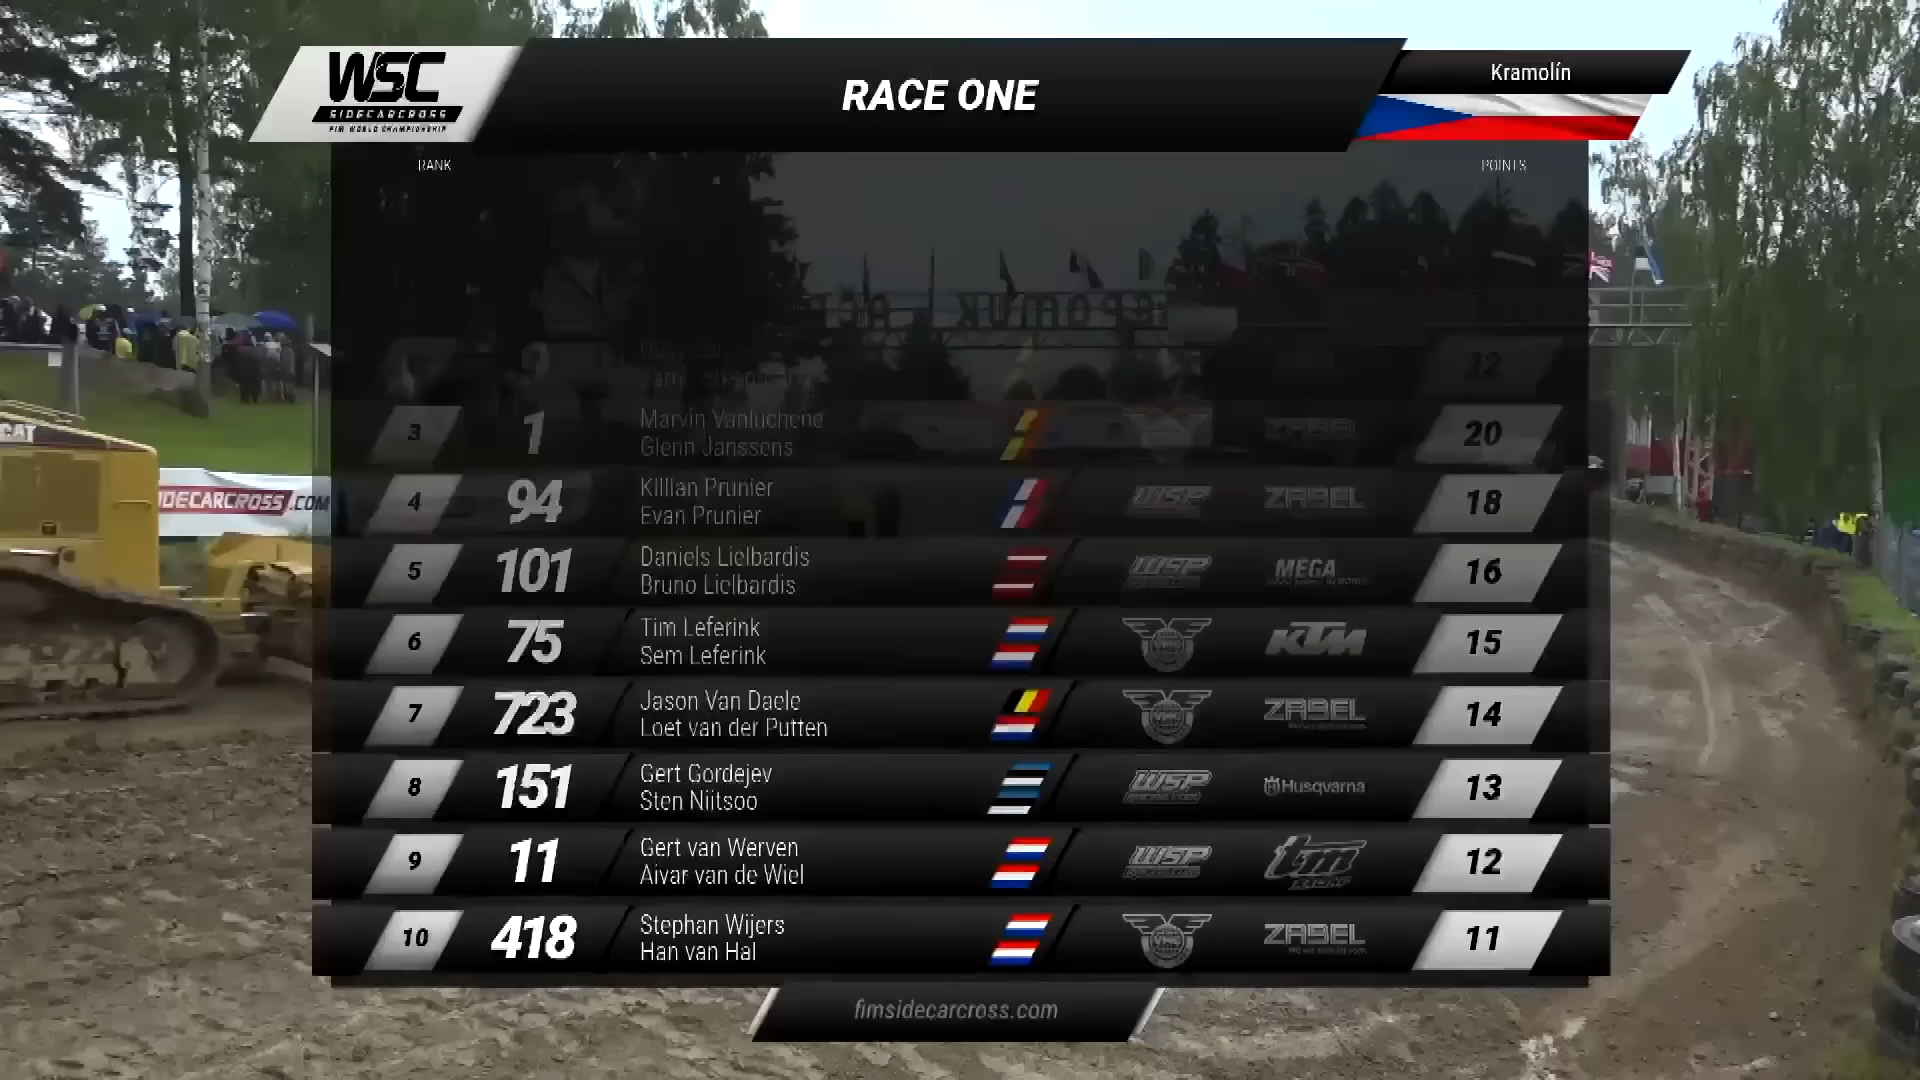 WSC
SIDECARCROSS
FIM WORLD CHAMPIONSHIP
RACE ONE
Kramolín
RANK
POINTS
22
3
1
Marvin Vanluchene
Glenn Janssens
ZABEL
20
4
94
Killian Prunier
Evan Prunier
WSP
ZABEL
18
5
101
Daniels Lielbardis
Bruno Lielbardis
WSP
MEGA
16
6
75
Tim Leferink
Sem Leferink
KTM
15
7
723
Jason Van Daele
Loet van der Putten
VMC
ZABEL
14
8
151
Gert Gordejev
Sten Niitsoo
WSP
Husqvarna
13
9
11
Gert van Werven
Aivar van de Wiel
WSP
tm
RACING
12
10
418
Stephan Wijers
Han van Hal
VMC
ZABEL
11
fimsidecarcross.com
CAT
IDECARCROSS.COM